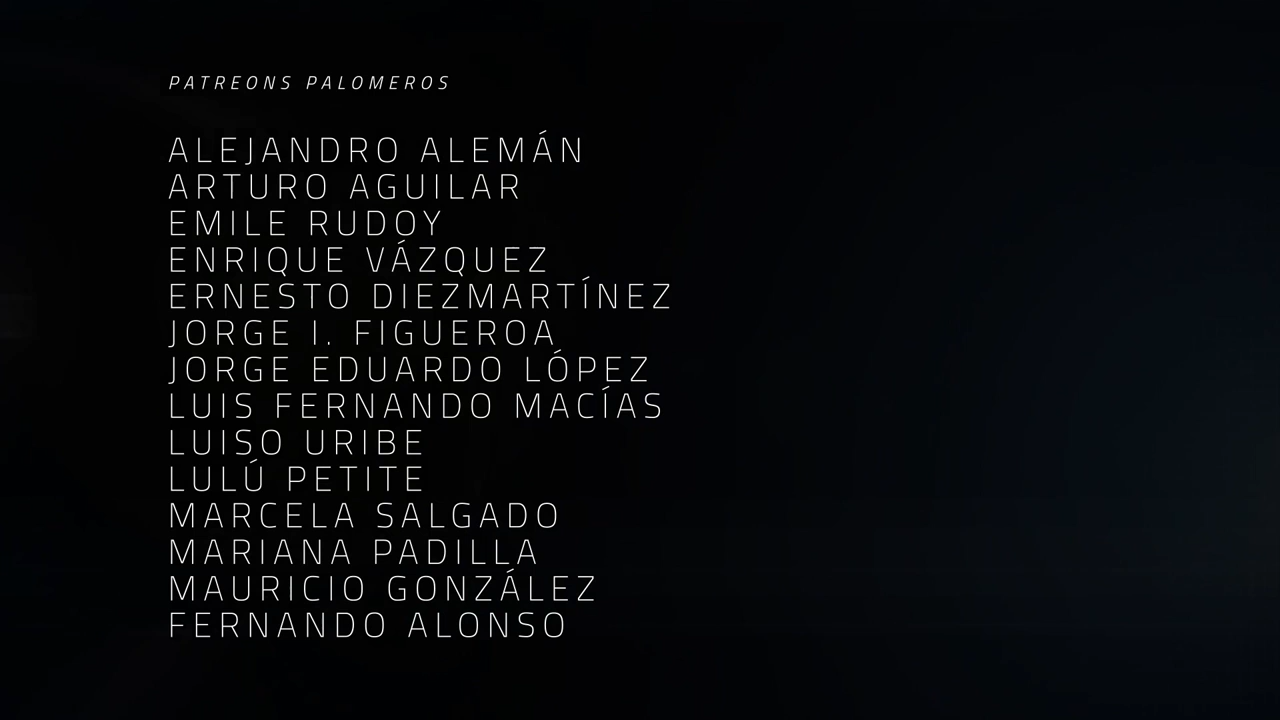 PATREONS PALOMEROS
ALEJANDRO ALEMÁN
ARTURO AGUILAR
EMILE RUDOY
ENRIQUE VÁZQUEZ
ERNESTO DIEZMARTÍNEZ
JORGE I. FIGUEROA
JORGE EDUARDO LÓPEZ
LUIS FERNANDO MACÍAS
LUISO URIBE
LULÚ PETITE
MARCELA SALGADO
MARIANA PADILLA
MAURICIO GONZÁLEZ
FERNANDO ALONSO